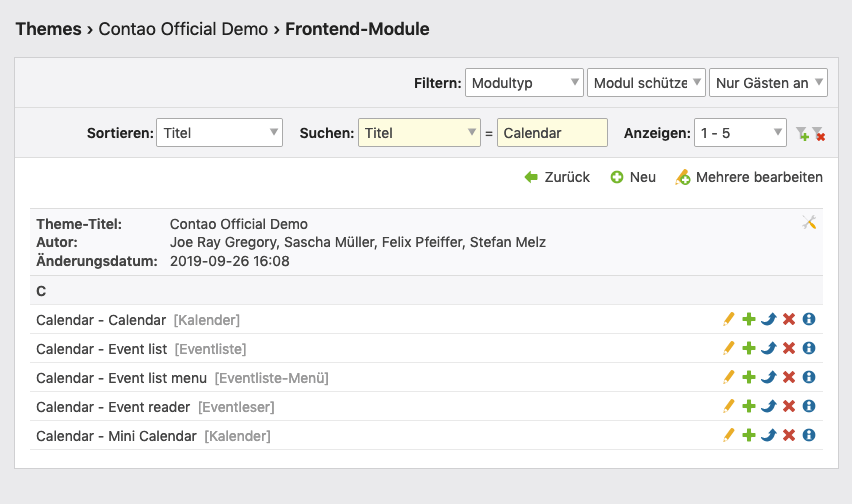 Themes › Contao Official Demo › Frontend-Module
Filtern: Modultyp Modul schütze Nur Gästen an
Sortieren: Titel Suchen: Titel = Calendar Anzeigen: 1 - 5
Zurück Neu Mehrere bearbeiten
Theme-Titel: Contao Official Demo
Autor: Joe Ray Gregory, Sascha Müller, Felix Pfeiffer, Stefan Melz
Änderungsdatum: 2019-09-26 16:08
C
Calendar - Calendar [Kalender]
Calendar - Event list [Eventliste]
Calendar - Event list menu [Eventliste-Menü]
Calendar - Event reader [Eventleser]
Calendar - Mini Calendar [Kalender]